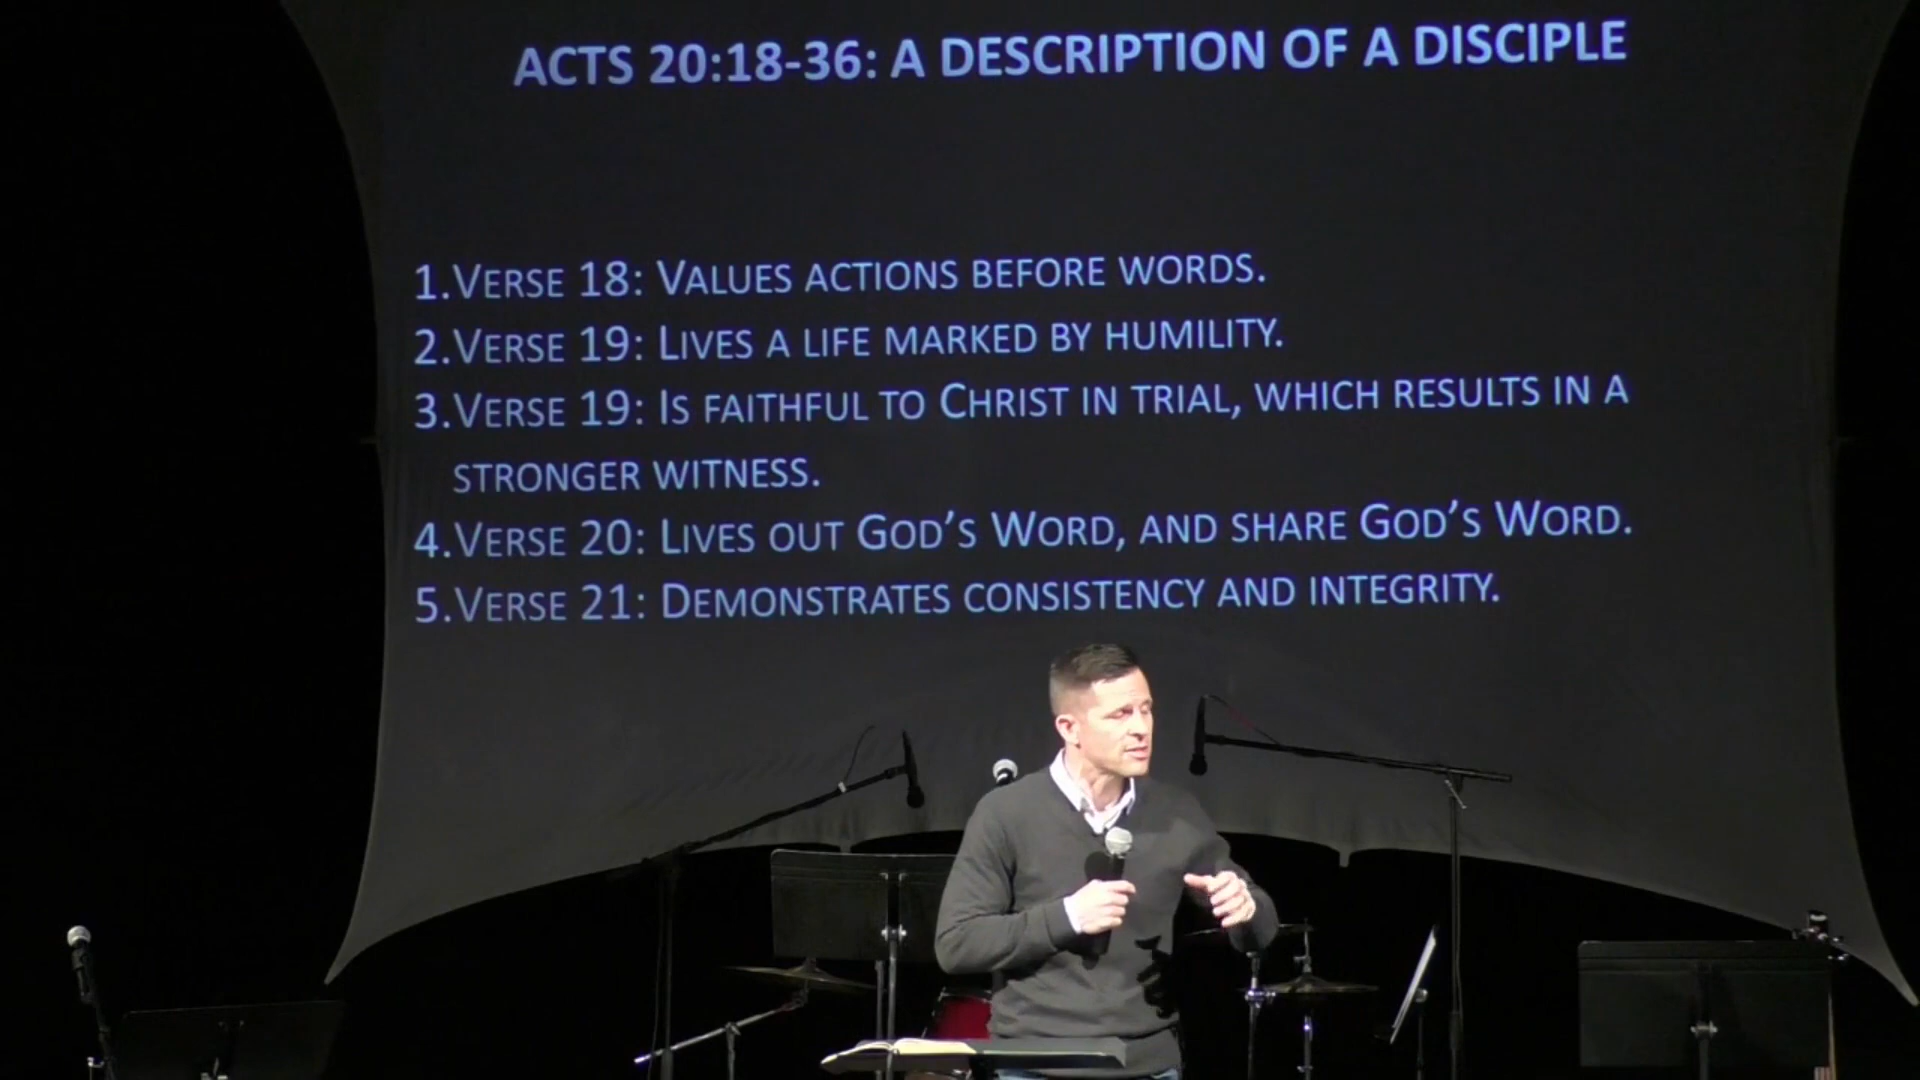 ACTS 20:18-36: A DESCRIPTION OF A DISCIPLE
1. VERSE 18: VALUES ACTIONS BEFORE WORDS.
2. VERSE 19: LIVES A LIFE MARKED BY HUMILITY.
3. VERSE 19: IS FAITHFUL TO CHRIST IN TRIAL, WHICH RESULTS IN A
STRONGER WITNESS.
4. VERSE 20: LIVES OUT GOD'S WORD, AND SHARE GOD'S WORD.
5. VERSE 21: DEMONSTRATES CONSISTENCY AND INTEGRITY.